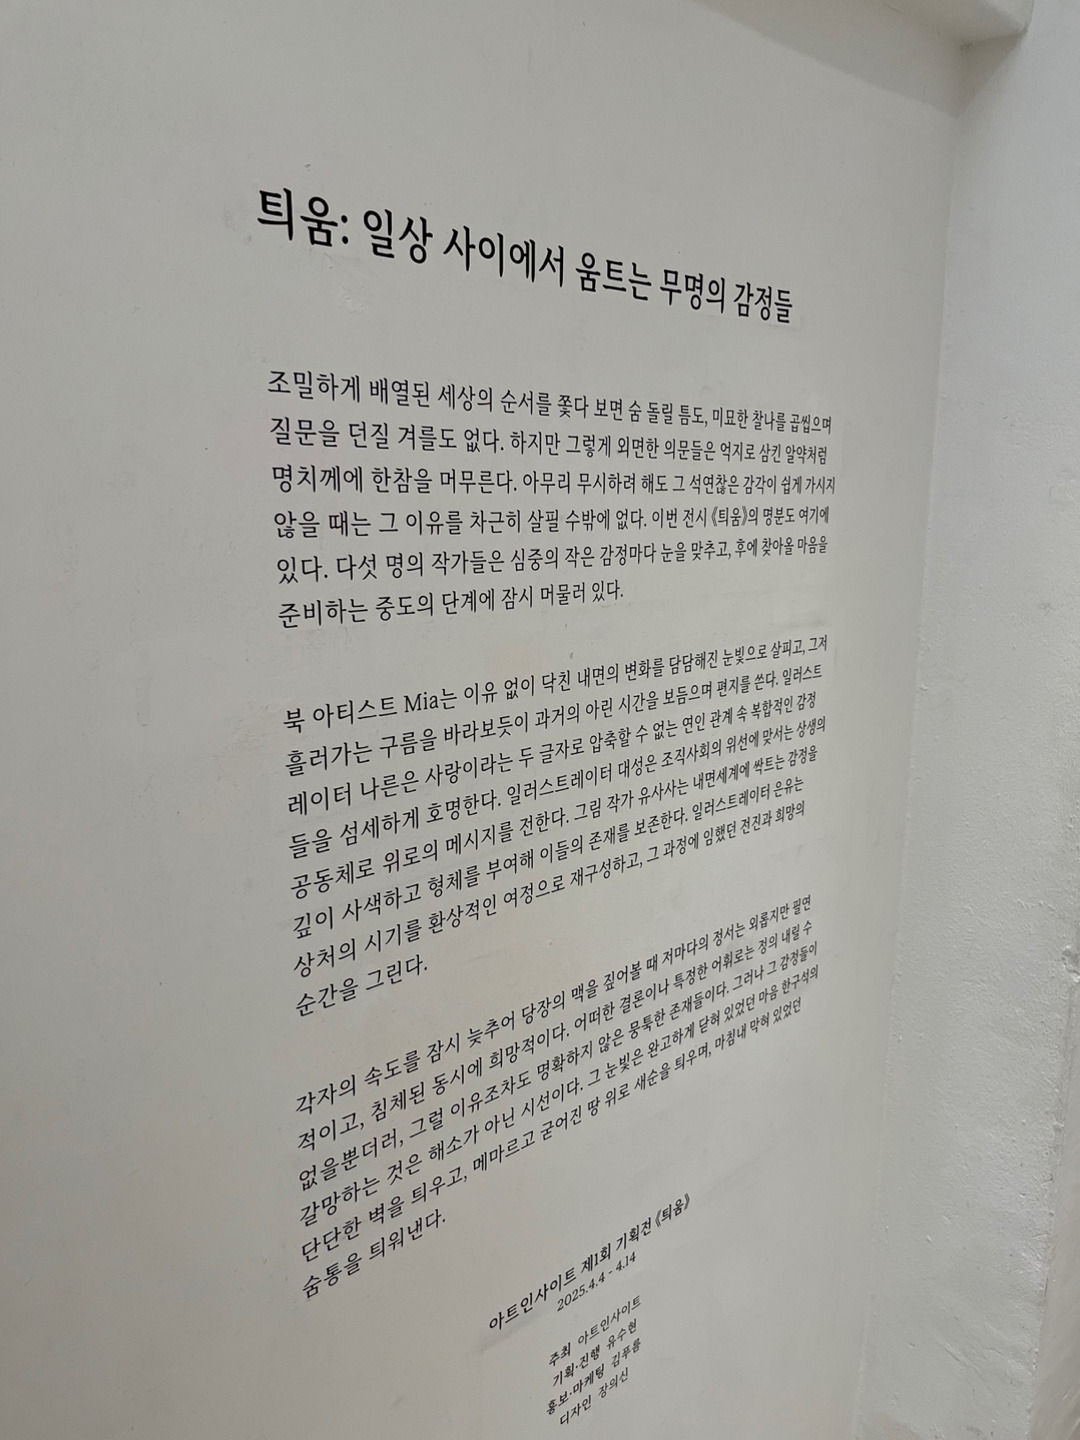 틔움: 일상 사이에서 움트는 무명의 감정들
조밀하게 배열된 세상의 순서를 쫓다 보면 숨 돌릴 틈도, 미묘한 찰나를 곱씹으며
질문을 던질 겨를도 없다. 하지만 그렇게 외면한 의문들은 억지로 삼킨 알약처럼
명치께에 한참을 머무른다. 아무리 무시하려 해도 그 석연찮은 감각이 쉽게 가시지
않을 때는 그 이유를 차근히 살필 수밖에 없다. 이번 전시 《틔움》의 명분도 여기에
있다. 다섯 명의 작가들은 심중의 작은 감정마다 눈을 맞추고, 후에 찾아올 마음을
준비하는 중도의 단계에 잠시 머물러 있다.
북 아티스트 Mia는 이유 없이 닥친 내면의 변화를 담담해진 눈빛으로 살피고, 그저
흘러가는 구름을 바라보듯이 과거의 아린 시간을 보듬으며 편지를 쓴다. 일러스트
레이터 나른은 사랑이라는 두 글자로 압축할 수 없는 연인 관계 속 복합적인 감정
들을 섬세하게 호명한다. 일러스트레이터 대성은 조직사회의 위선에 맞서는 상생의
공동체로 위로의 메시지를 전한다. 그림 작가 유사사는 내면세계에 싹트는 감정을
깊이 사색하고 형체를 부여해 이들의 존재를 보존한다. 일러스트레이터 은유는
상처의 시기를 환상적인 여정으로 재구성하고, 그 과정에 임했던 전진과 희망의
순간을 그린다.
각자의 속도를 잠시 늦추어 당장의 맥을 짚어볼 때 저마다의 정서는 외롭지만 필연
적이고, 침체된 동시에 희망적이다. 어떠한 결론이나 특정한 어휘로는 정의 내릴 수
없을뿐더러, 그럴 이유조차도 명확하지 않은 뭉툭한 존재들이다. 그러나 그 감정들이
갈망하는 것은 해소가 아닌 시선이다. 그 눈빛은 완고하게 닫혀 있었던 마음 한구석의
단단한 벽을 틔우고, 메마르고 굳어진 땅 위로 새순을 틔우며, 마침내 막혀 있었던
숨통을 틔워낸다.
아트인사이트 제1회 기획전 《틔움》
2025.4.4 - 4.14
주최 아트인사이트
기획·진행 유수현
홍보·마케팅 김푸름
디자인 장의신